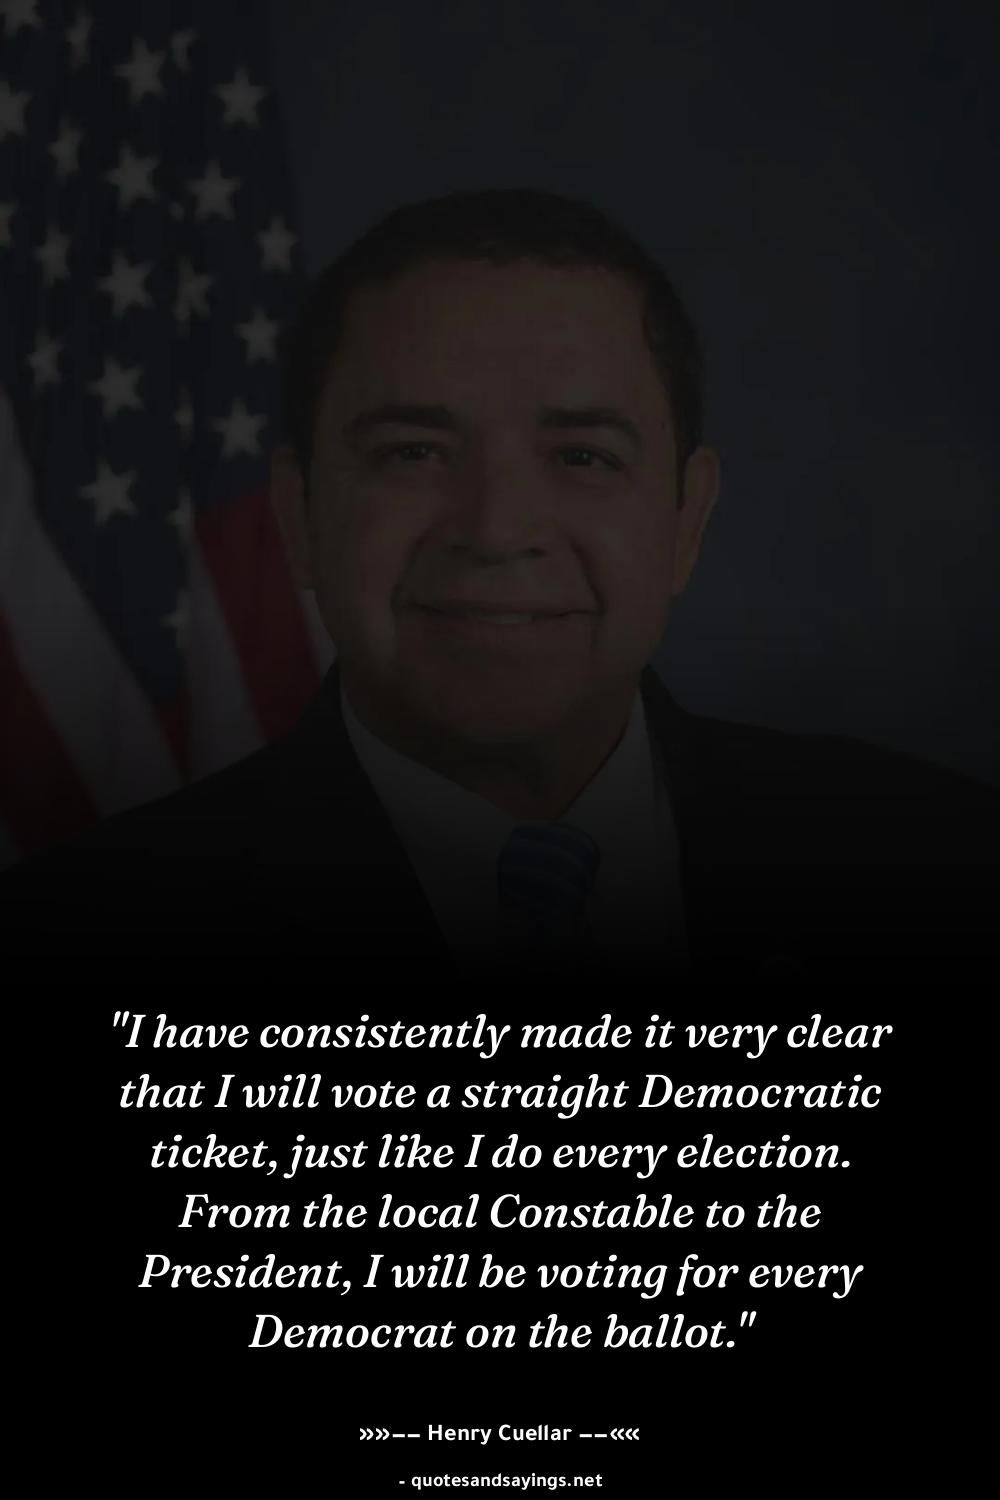 "I have consistently made it very clear
that I will vote a straight Democratic
ticket, just like I do every election.
From the local Constable to the
President, I will be voting for every
Democrat on the ballot."
»»−− Henry Cuellar −−««
- quotesandsayings.net